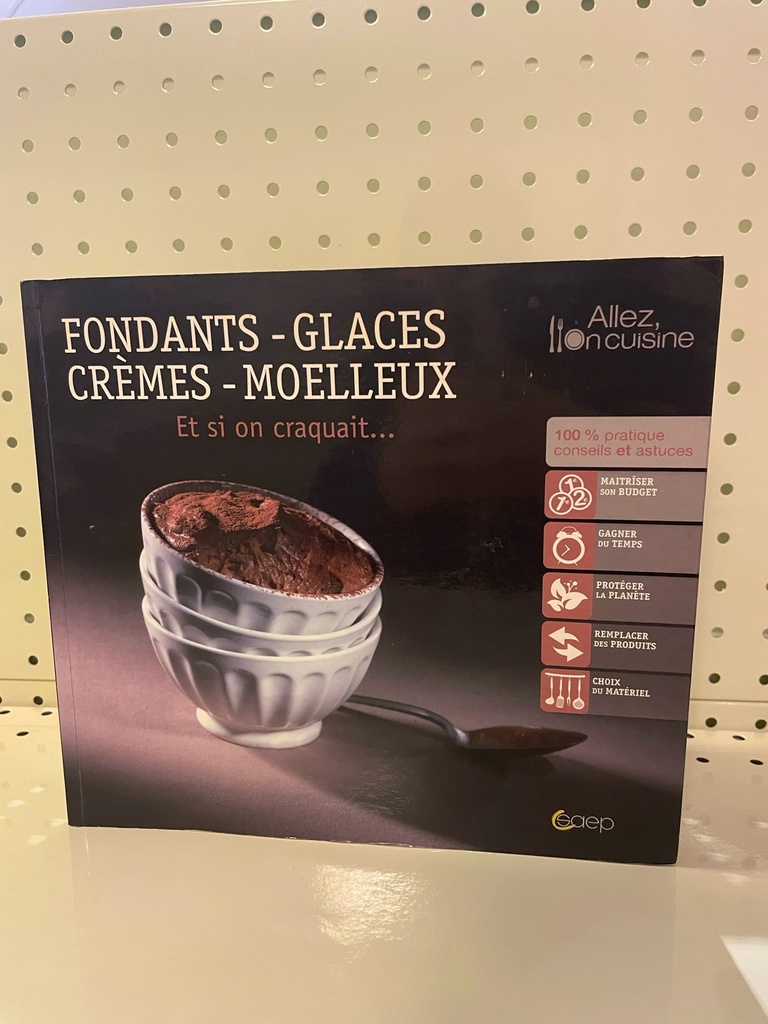 FONDANTS - GLACES
CRÈMES - MOELLEUX
Et si on craquait...
Allez,
on cuisine
100 % pratique
conseils et astuces
MAITRÎSER
SON BUDGET
GAGNER
DU TEMPS
PROTÉGER
LA PLANÈTE
REMPLACER
DES PRODUITS
CHOIX
DU MATÉRIEL
saep